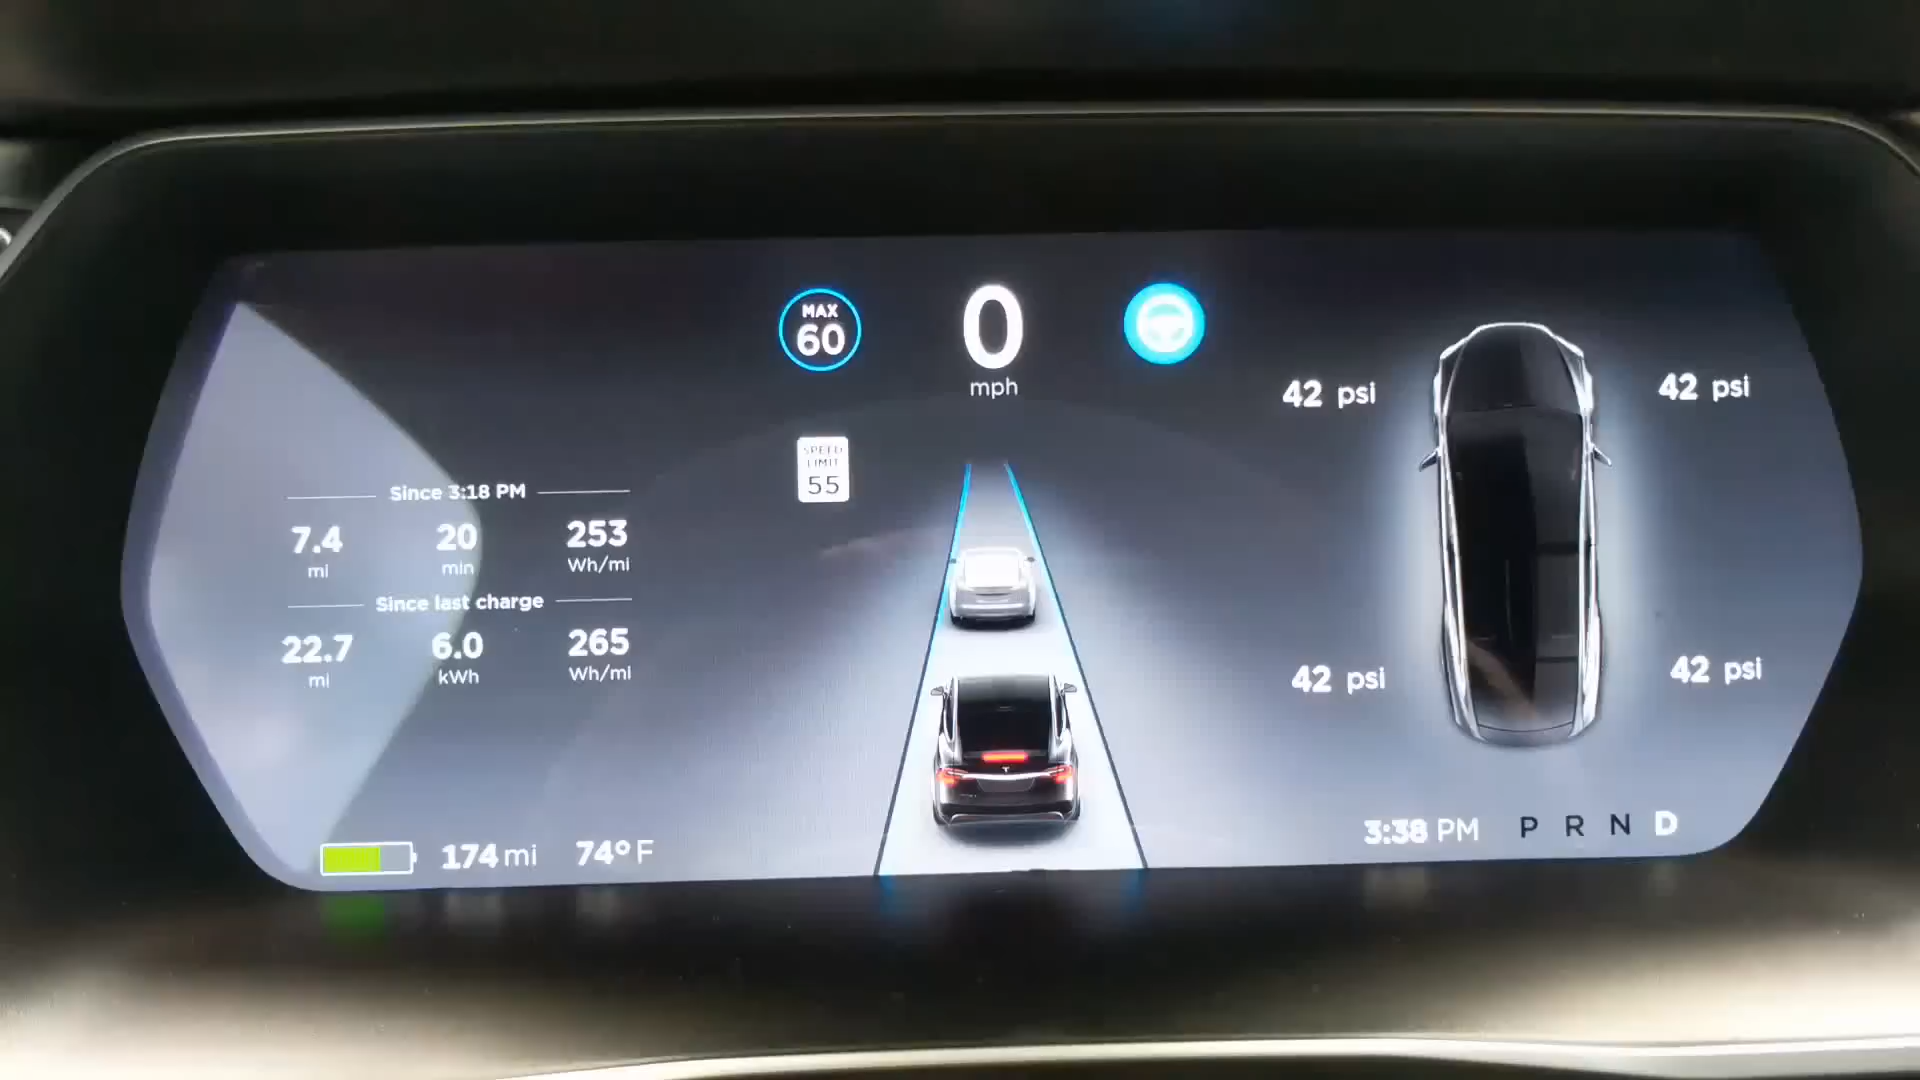 MAX
60
0
mph
SPEED
LIMIT
55
Since 3:18 PM
7.4 20 253
mi min Wh/mi
Since last charge
22.7 6.0 265
mi kWh Wh/mi
42 psi 42 psi
42 psi 42 psi
174 mi 74°F
3:38 PM P R N D